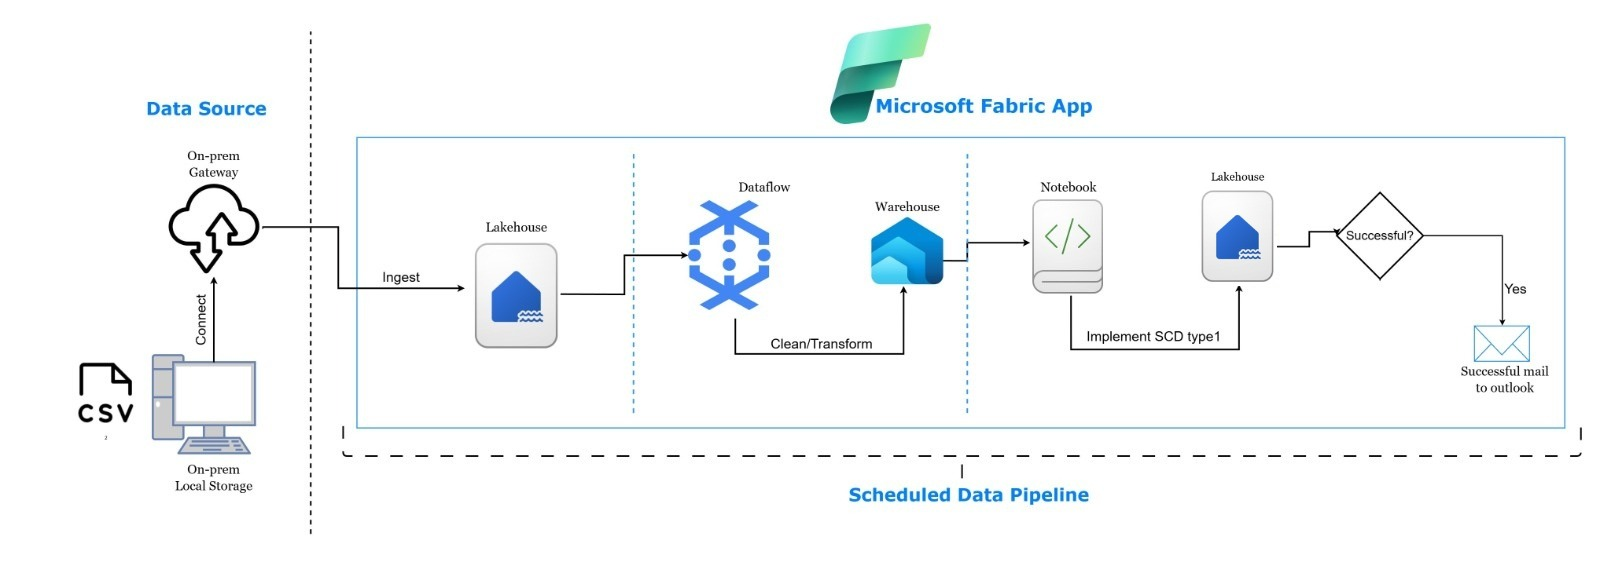 Data Source
Microsoft Fabric App
On-prem
Gateway
Connect
CSV
On-prem
Local Storage
Ingest
Lakehouse
Dataflow
Clean/Transform
Warehouse
Notebook
</>
Implement SCD type1
Lakehouse
Successful?
Yes
Successful mail
to outlook
Scheduled Data Pipeline